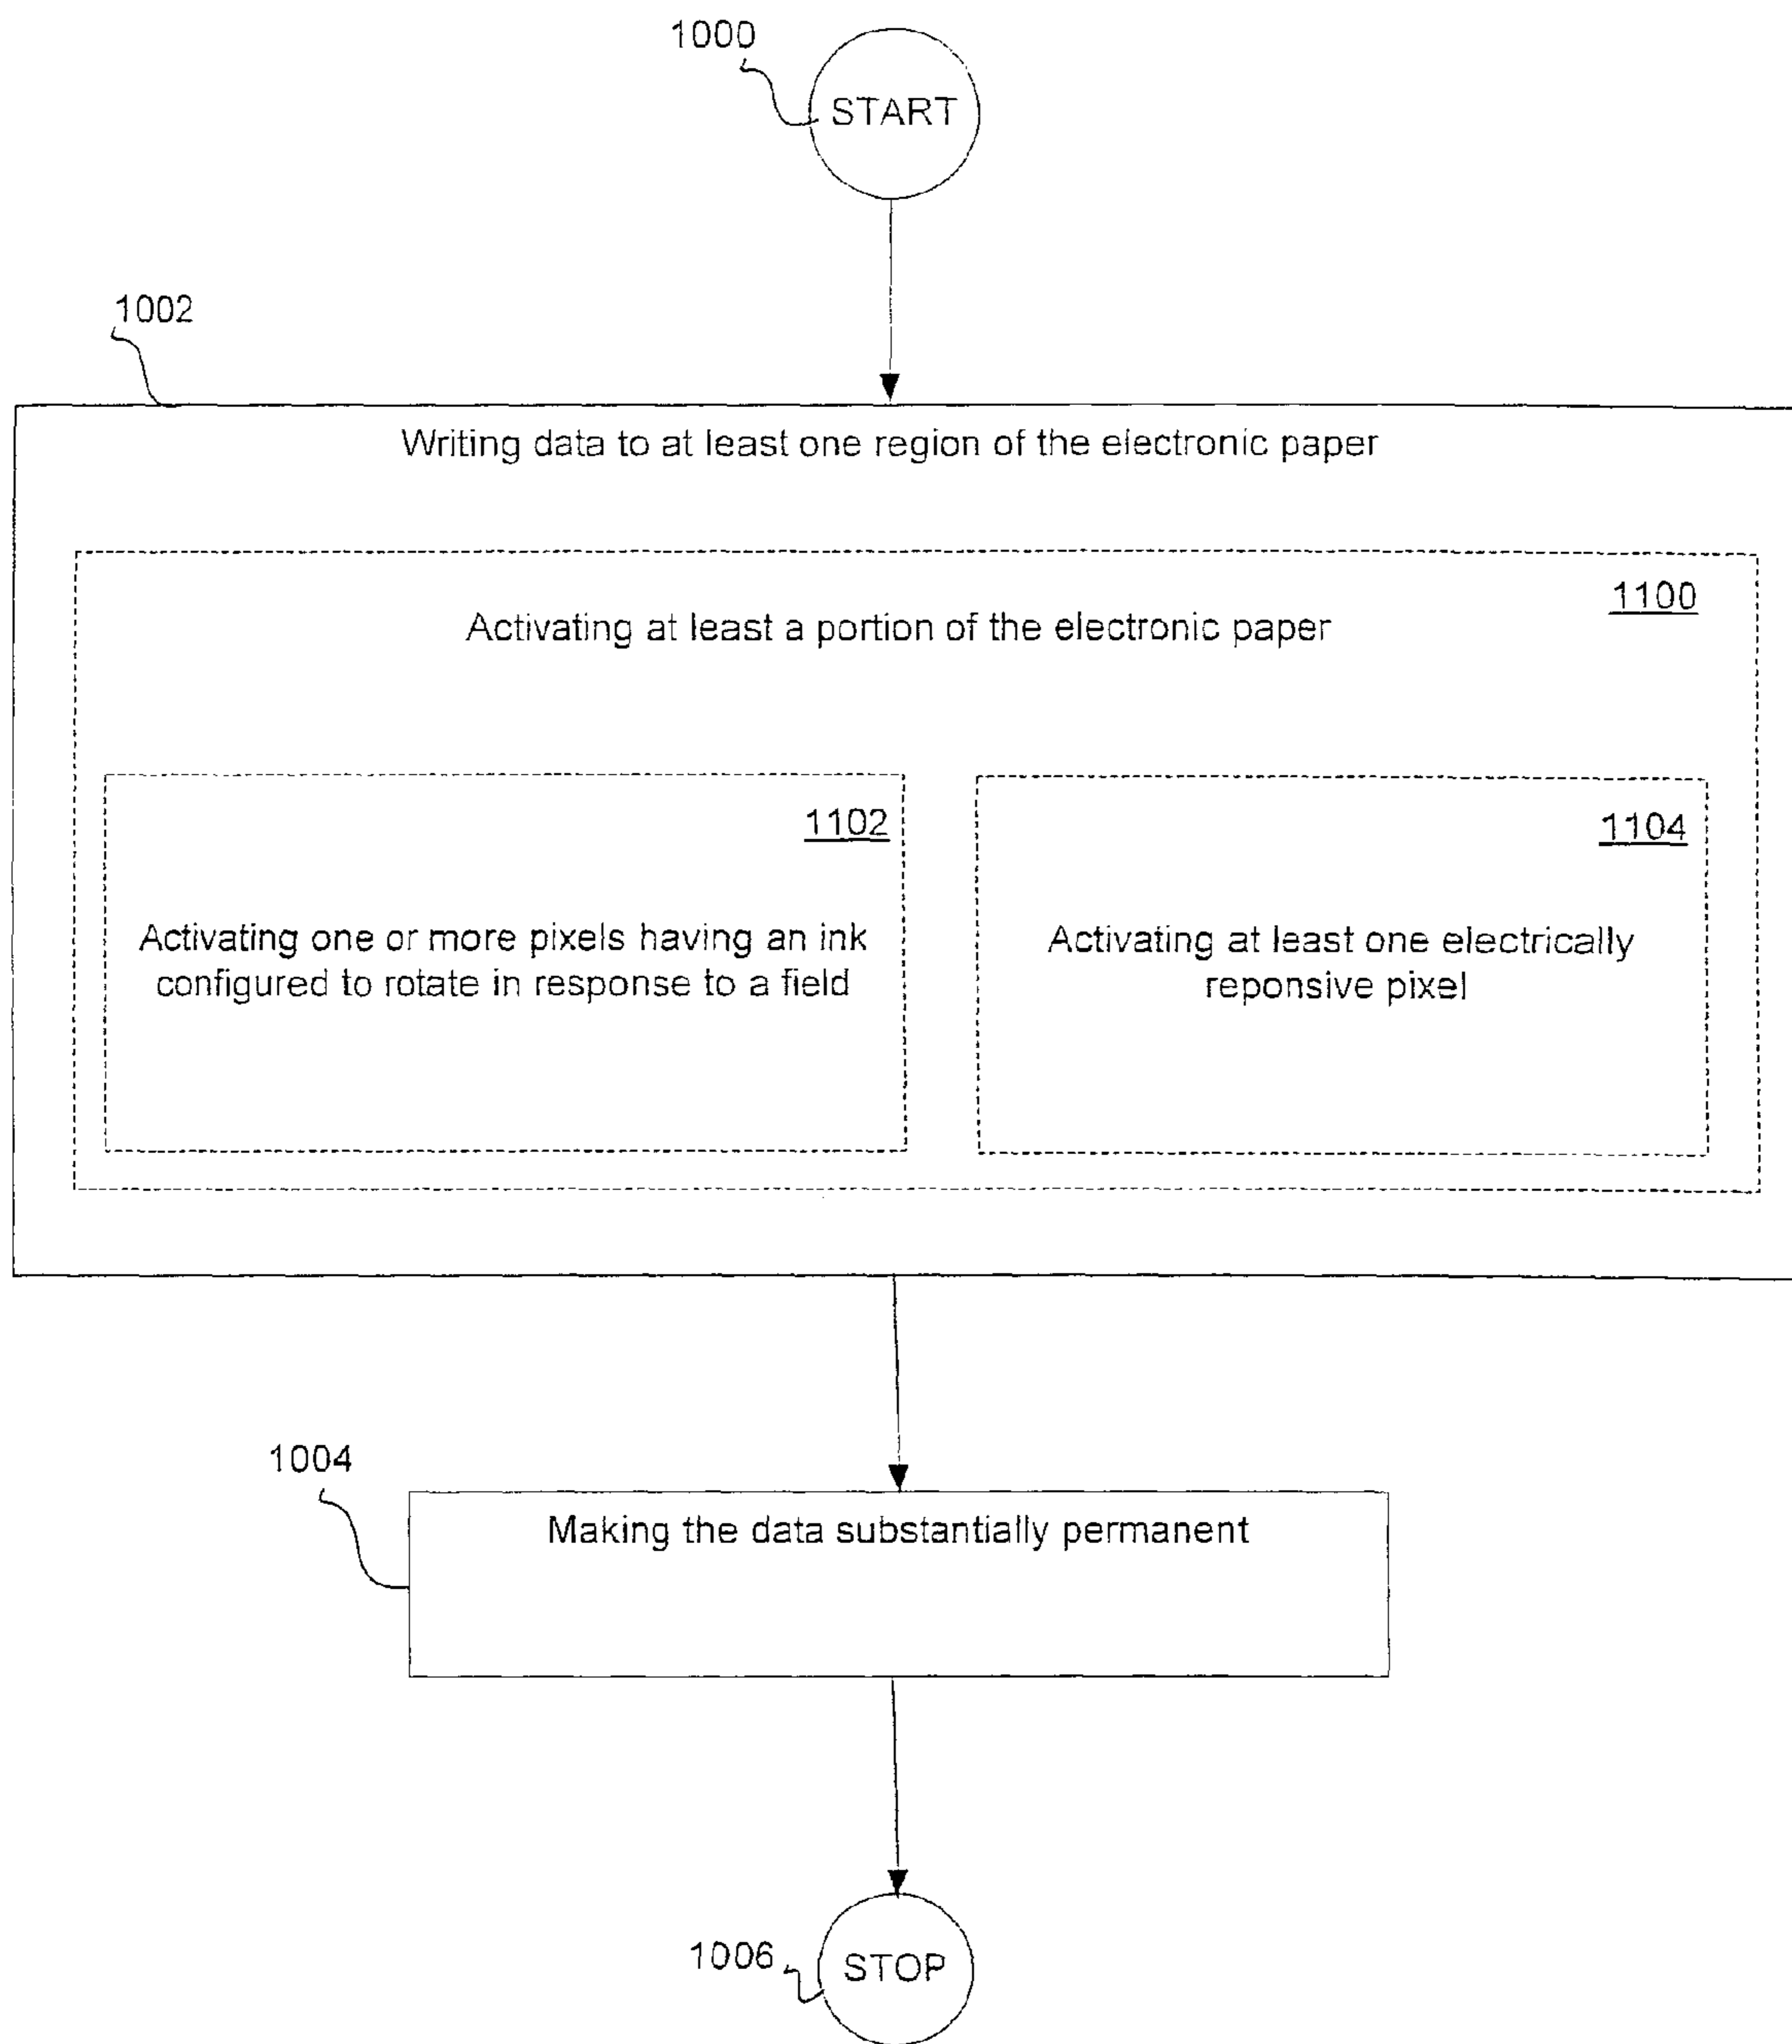 1000
START
1002
Writing data to at least one region of the electronic paper
1100
Activating at least a portion of the electronic paper
1102
Activating one or more pixels having an ink
configured to rotate in response to a field
1104
Activating at least one electrically
reponsive pixel
1004
Making the data substantially permanent
1006
STOP